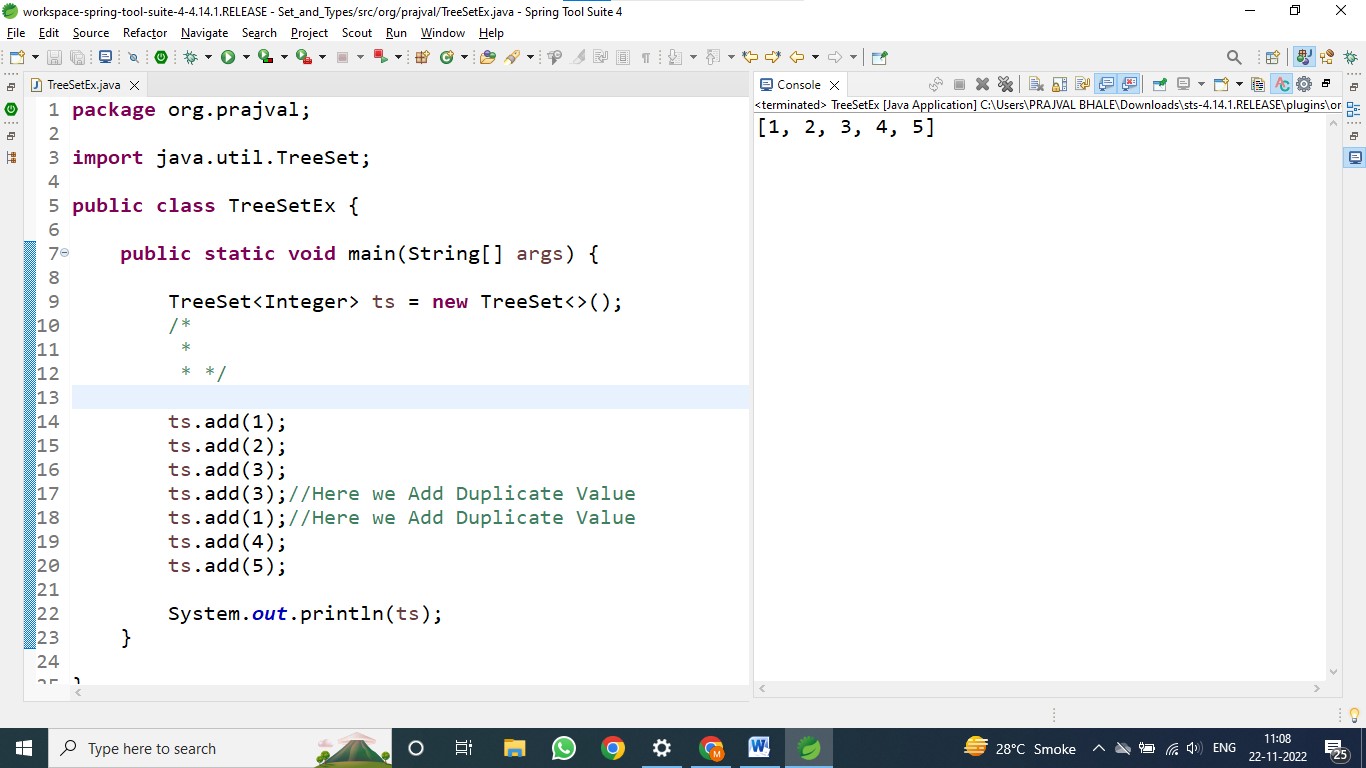 workspace-spring-tool-suite-4-4.14.1.RELEASE - Set_and_Types/src/org/prajval/TreeSetEx.java - Spring Tool Suite 4
File Edit Source Refactor Navigate Search Project Scout Run Window Help
TreeSetEx.java
1 package org.prajval;
2
3 import java.util.TreeSet;
4
5 public class TreeSetEx {
6
7 public static void main(String[] args) {
8
9 TreeSet<Integer> ts = new TreeSet<>();
10 /*
11 *
12 * */
13
14 ts.add(1);
15 ts.add(2);
16 ts.add(3);
17 ts.add(3);//Here we Add Duplicate Value
18 ts.add(1);//Here we Add Duplicate Value
19 ts.add(4);
20 ts.add(5);
21
22 System.out.println(ts);
23 }
24
25 }
Console
<terminated> TreeSetEx [Java Application] C:\Users\PRAJVAL BHALE\Downloads\sts-4.14.1.RELEASE\plugins\or
[1, 2, 3, 4, 5]
Type here to search
28°C Smoke
ENG
11:08
22-11-2022
25